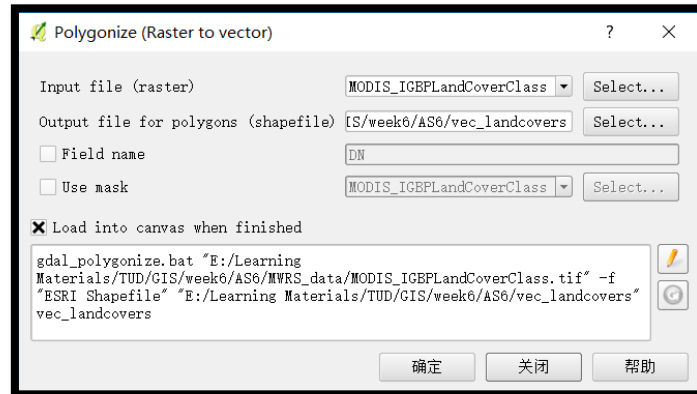 Polygonize (Raster to vector) ? ×
Input file (raster) MODIS_IGBPLandCoverClass Select...
Output file for polygons (shapefile) [S/week6/AS6/vec_landcovers Select...
Field name DN
Use mask MODIS_IGBPLandCoverClass Select...
Load into canvas when finished
gdal_polygonize.bat "E:/Learning
Materials/TUD/GIS/week6/AS6/MWRS_data/MODIS_IGBPLandCoverClass.tif" -f
"ESRI Shapefile" "E:/Learning Materials/TUD/GIS/week6/AS6/vec_landcovers"
vec_landcovers
确定 关闭 帮助